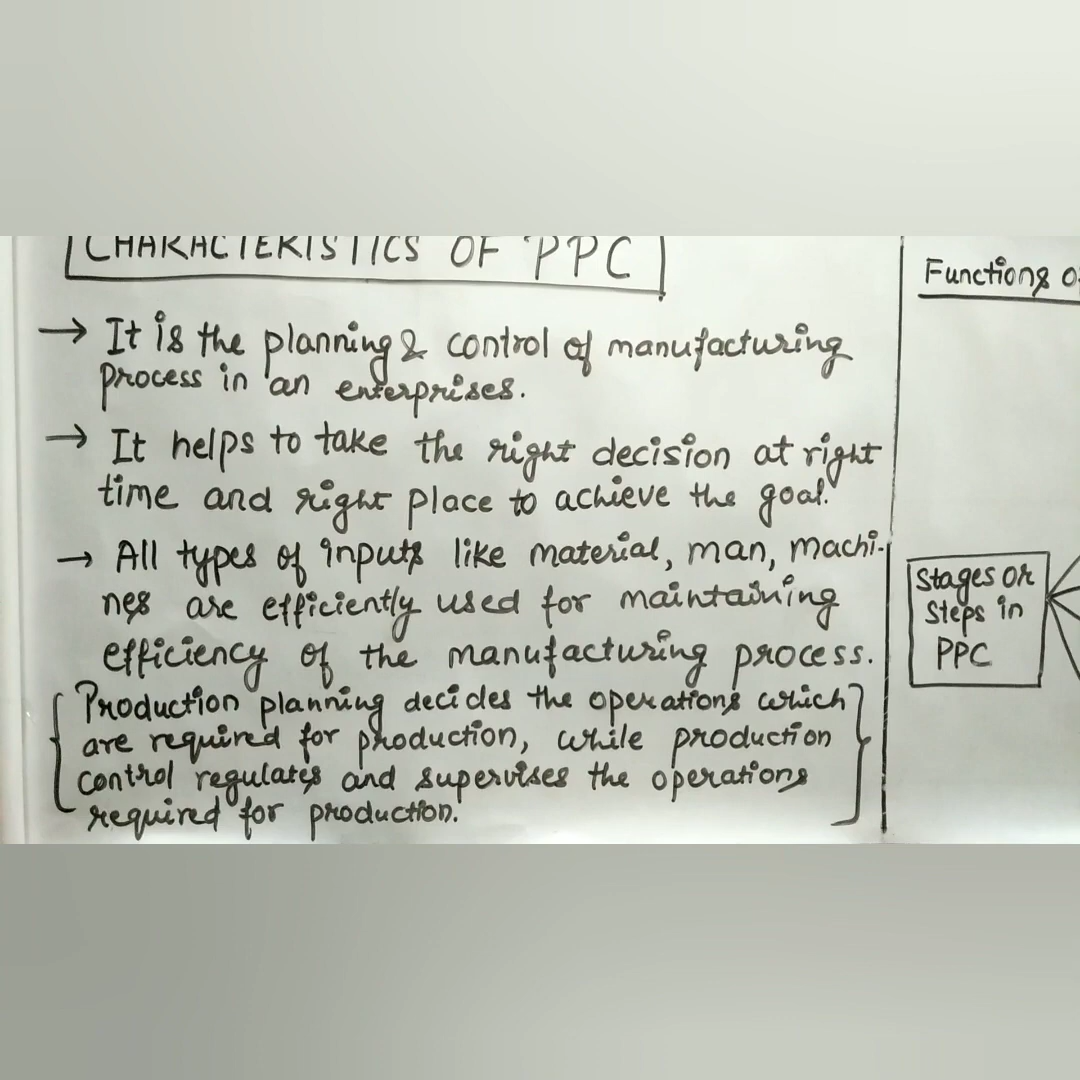 CHARACTERISTICS OF PPC
→ It is the planning & control of manufacturing
process in an enterprises.
→ It helps to take the right decision at right
time and right place to achieve the goal.
→ All types of inputs like material, man, machi-
nes are efficiently used for maintaining
efficiency of the manufacturing process.
[Production planning decides the operations which
are required for production, while production
control regulates and supervises the operations
required for production.]
Functions
Stages or
Steps in
PPC